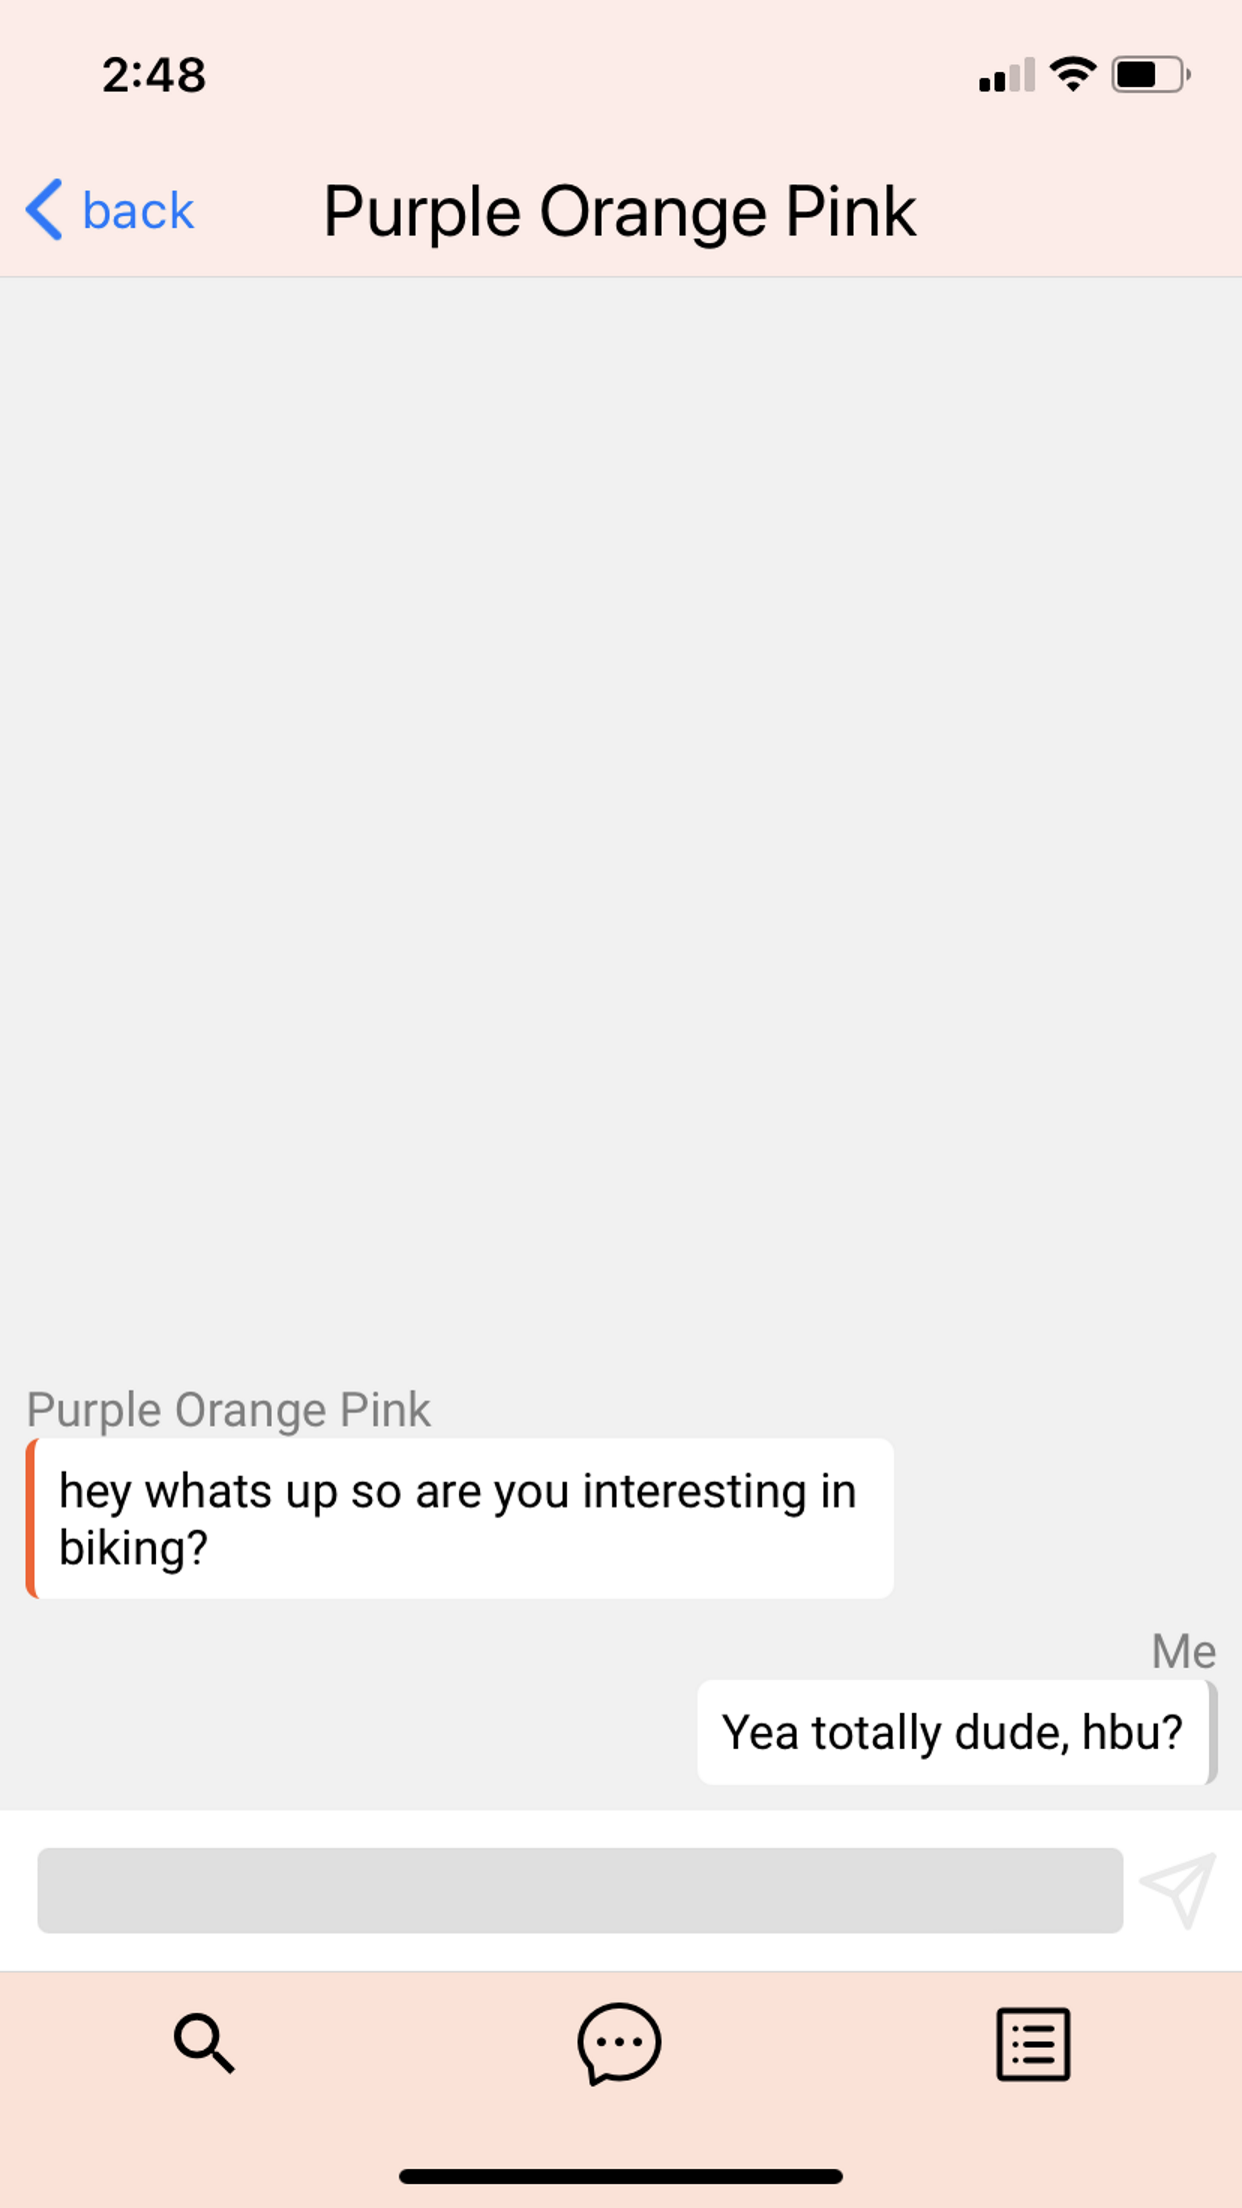 2:48
back
Purple Orange Pink
Purple Orange Pink
hey whats up so are you interesting in
biking?
Me
Yea totally dude, hbu?